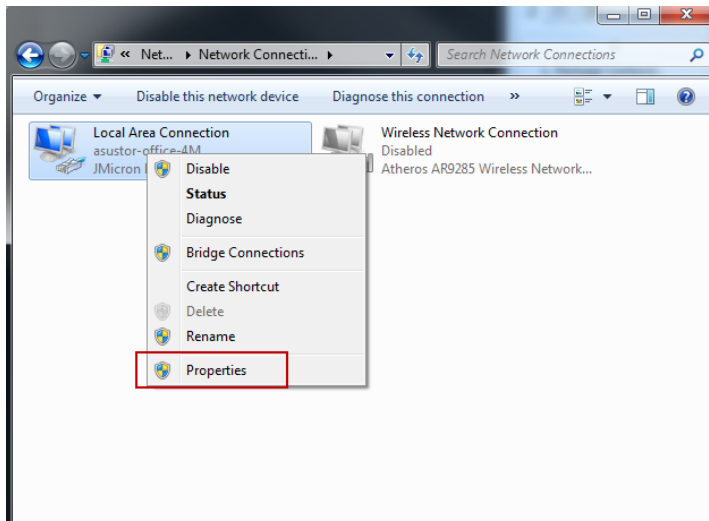 « Net... Network Connecti...
Search Network Connections
Organize Disable this network device Diagnose this connection »
Local Area Connection
asustor-office-4M
JMicron
Wireless Network Connection
Disabled
Atheros AR9285 Wireless Network...
Disable
Status
Diagnose
Bridge Connections
Create Shortcut
Delete
Rename
Properties